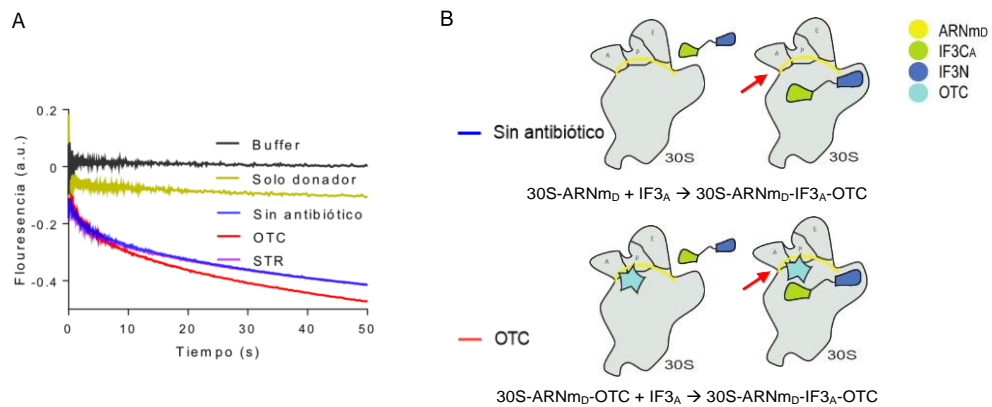 A
Flouresencia (a.u.)
0.2
0
-0.2
-0.4
Buffer
Solo donador
Sin antibiótico
OTC
STR
0
10
20
30
40
50
Tiempo (s)
B
A
P
E
30S
A
P
E
30S
Sin antibiótico
30S-ARNmD + IF3A → 30S-ARNmD-IF3A-OTC
A
P
E
30S
A
P
E
30S
OTC
30S-ARNmD-OTC + IF3A → 30S-ARNmD-IF3A-OTC
ARNmD
IF3CA
IF3N
OTC